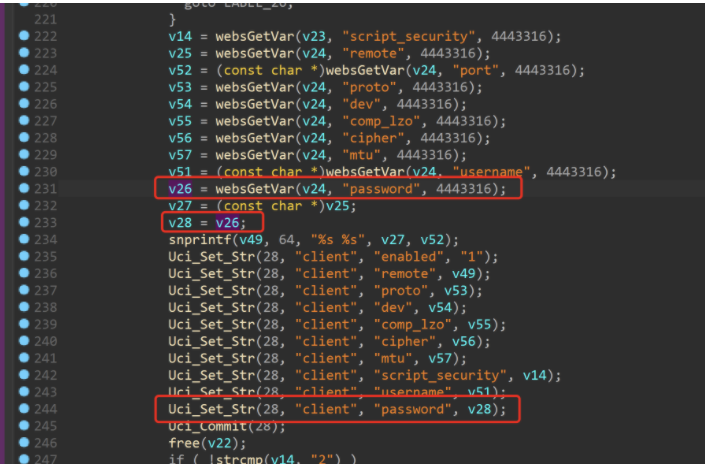 221 }
222 v14 = websGetVar(v23, "script_security", 4443316);
223 v25 = websGetVar(v24, "remote", 4443316);
224 v52 = (const char *)websGetVar(v24, "port", 4443316);
225 v53 = websGetVar(v24, "proto", 4443316);
226 v54 = websGetVar(v24, "dev", 4443316);
227 v55 = websGetVar(v24, "comp_lzo", 4443316);
228 v56 = websGetVar(v24, "cipher", 4443316);
229 v57 = websGetVar(v24, "mtu", 4443316);
230 v51 = (const char *)websGetVar(v24, "username", 4443316);
231 v26 = websGetVar(v24, "password", 4443316);
232 v27 = (const char *)v25;
233 v28 = v26;
234 snprintf(v49, 64, "%s %s", v27, v52);
235 Uci_Set_Str(28, "client", "enabled", "1");
236 Uci_Set_Str(28, "client", "remote", v49);
237 Uci_Set_Str(28, "client", "proto", v53);
238 Uci_Set_Str(28, "client", "dev", v54);
239 Uci_Set_Str(28, "client", "comp_lzo", v55);
240 Uci_Set_Str(28, "client", "cipher", v56);
241 Uci_Set_Str(28, "client", "mtu", v57);
242 Uci_Set_Str(28, "client", "script_security", v14);
243 Uci_Set_Str(28, "client", "username", v51);
244 Uci_Set_Str(28, "client", "password", v28);
245 Uci_Commit(28);
246 free(v22);
247 if ( !strcmp(v14, "2") )